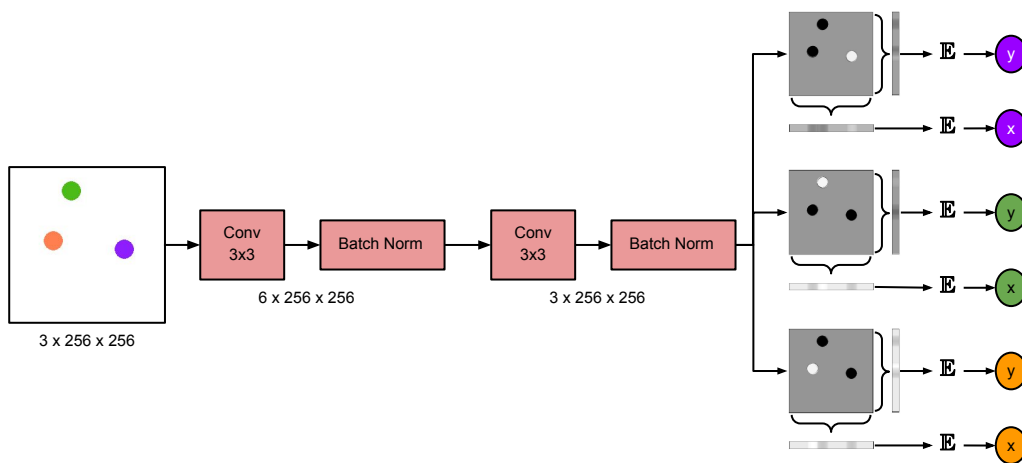 3 x 256 x 256
Conv
3x3
6 x 256 x 256
Batch Norm
Conv
3x3
3 x 256 x 256
Batch Norm
𝔼
y
𝔼
x
𝔼
y
𝔼
x
𝔼
y
𝔼
x